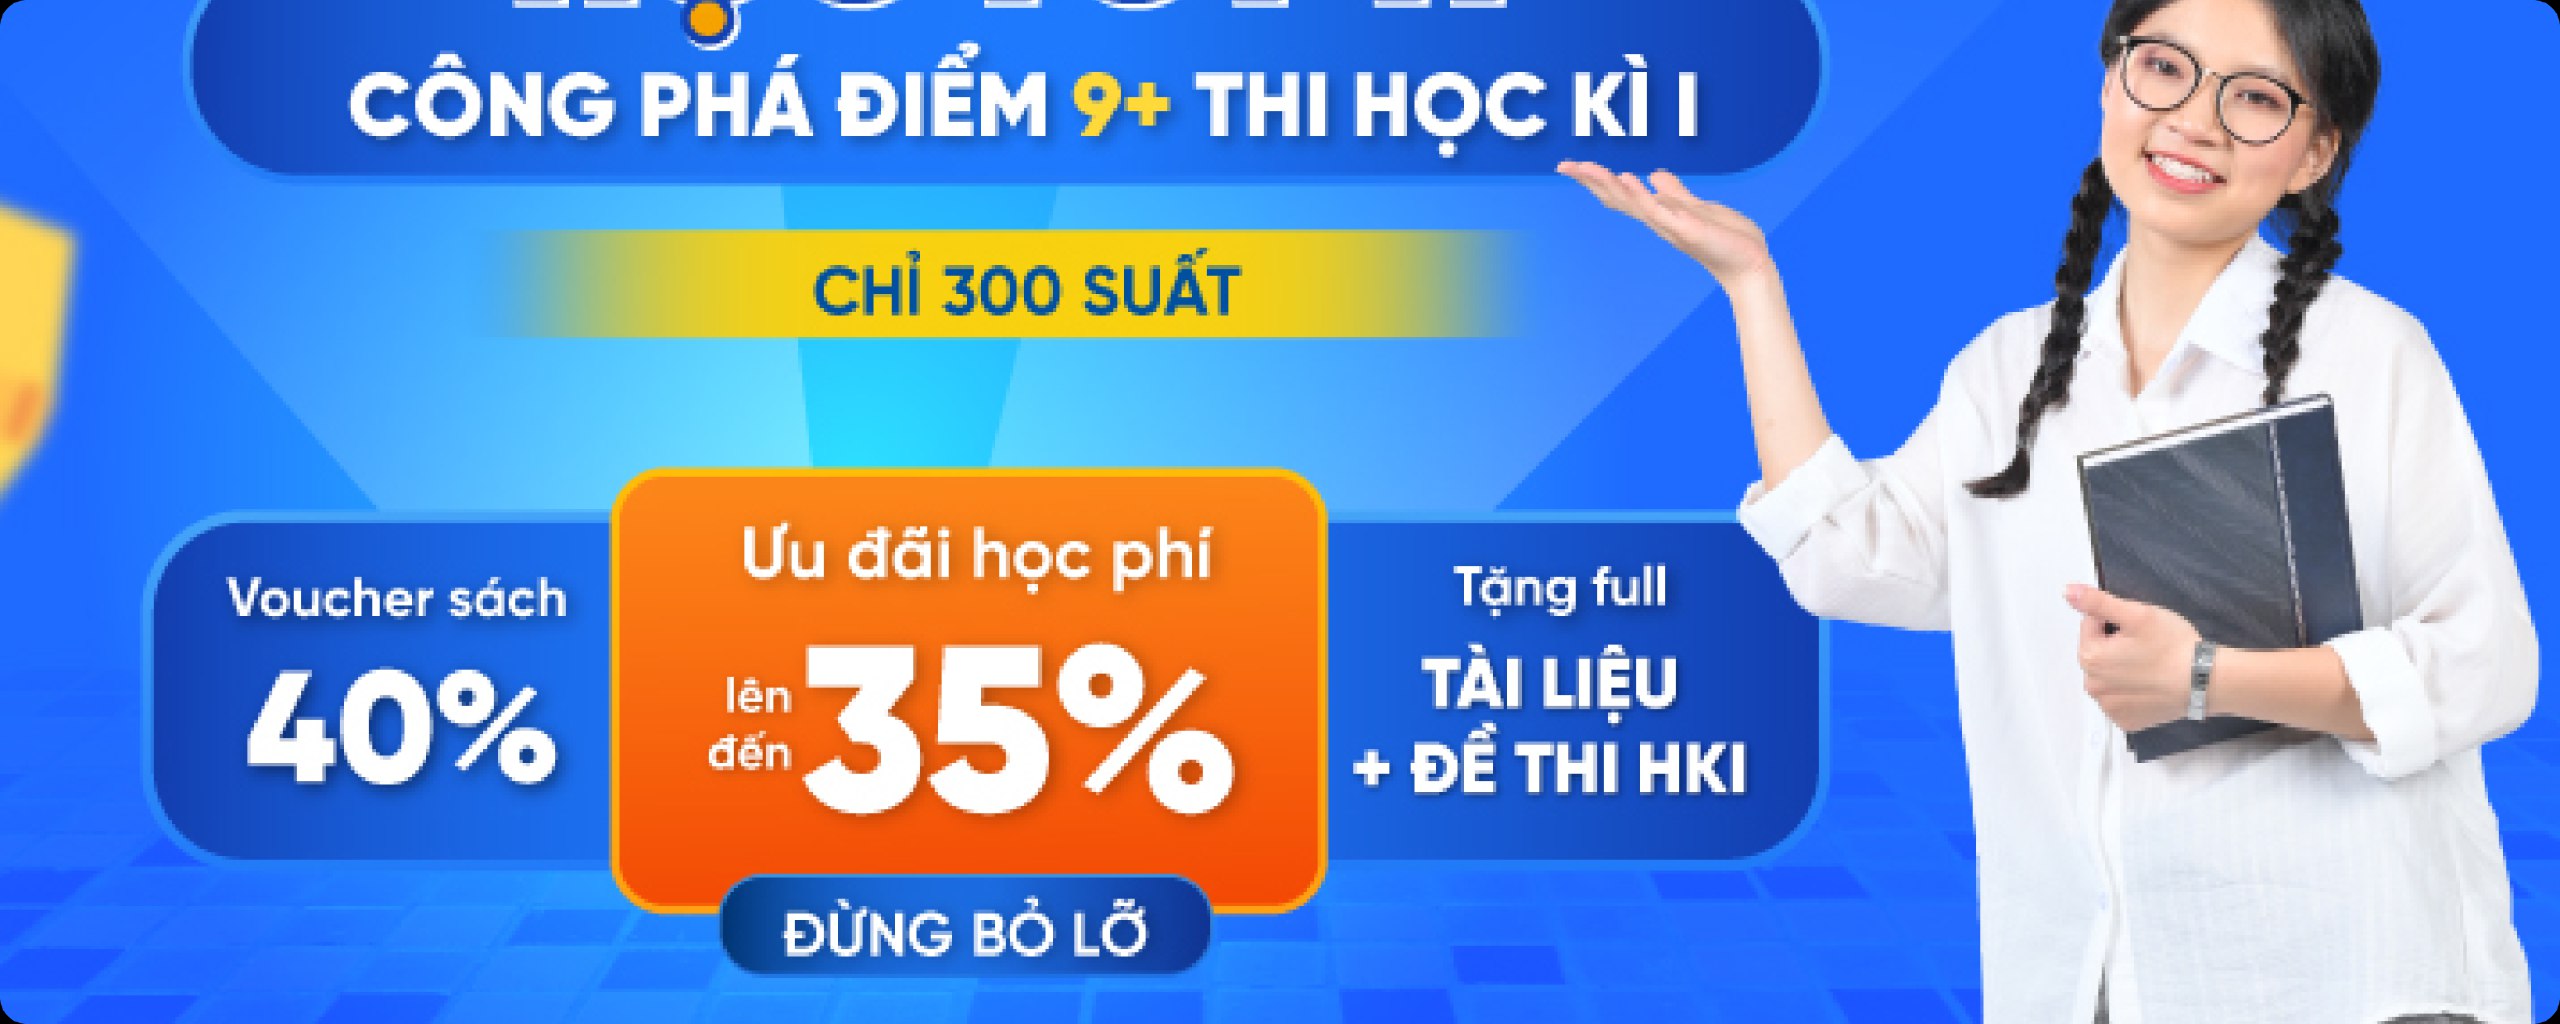 CÔNG PHÁ ĐIỂM 9+ THI HỌC KÌ I
CHỈ 300 SUẤT
Voucher sách
40%
Ưu đãi học phí
lên đến 35%
Tặng full
TÀI LIỆU
+ ĐỀ THI HKI
ĐỪNG BỎ LỠ